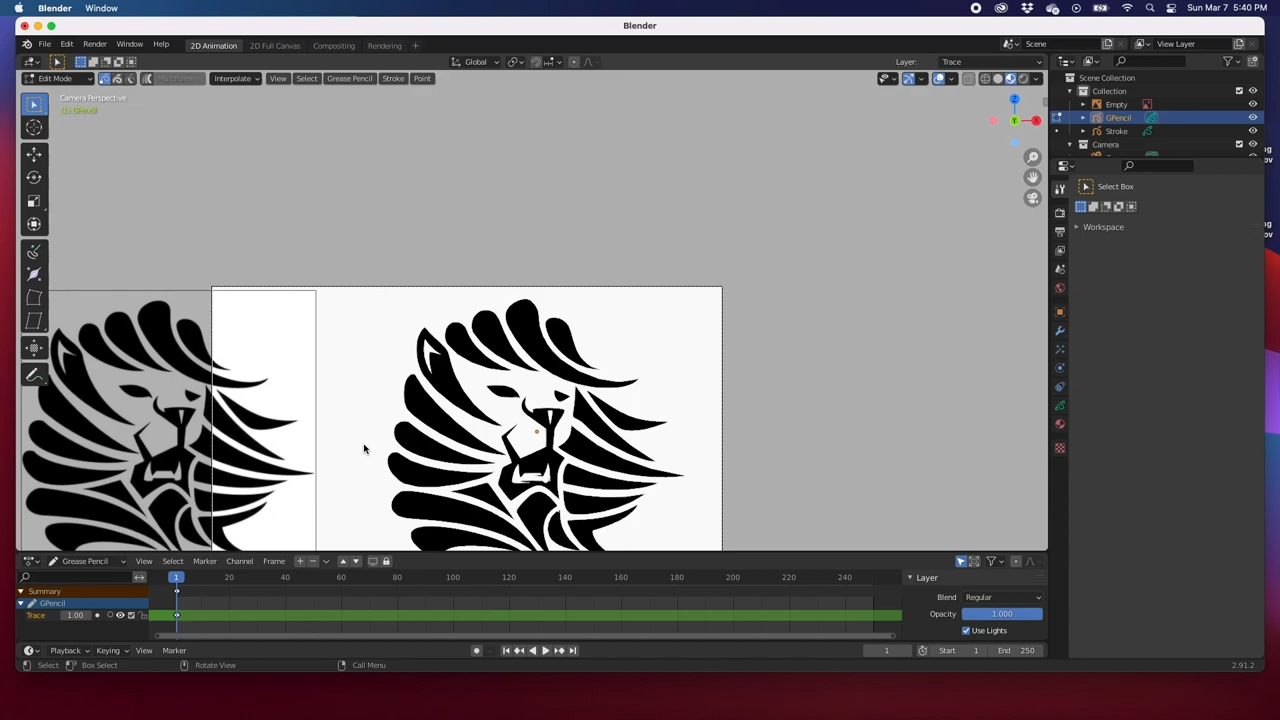 Blender Window Sun Mar 7 5:40 PM
Blender
File Edit Render Window Help 2D Animation 2D Full Canvas Compositing Rendering + Scene View Layer
Global Layer: Trace
Edit Mode Multiframe Interpolate View Select Grease Pencil Stroke Point
Scene Collection
Collection
Empty
GPencil
Stroke
Camera
Camera Perspective
(1) GPencil
Z
Y
X
Select Box
Workspace
Grease Pencil View Select Marker Channel Frame
1 20 40 60 80 100 120 140 160 180 200 220 240
Summary
GPencil
Trace 1.00
Layer
Blend Regular
Opacity 1.000
Use Lights
Playback Keying View Marker 1 Start 1 End 250
Select Box Select Rotate View Call Menu 2.91.2